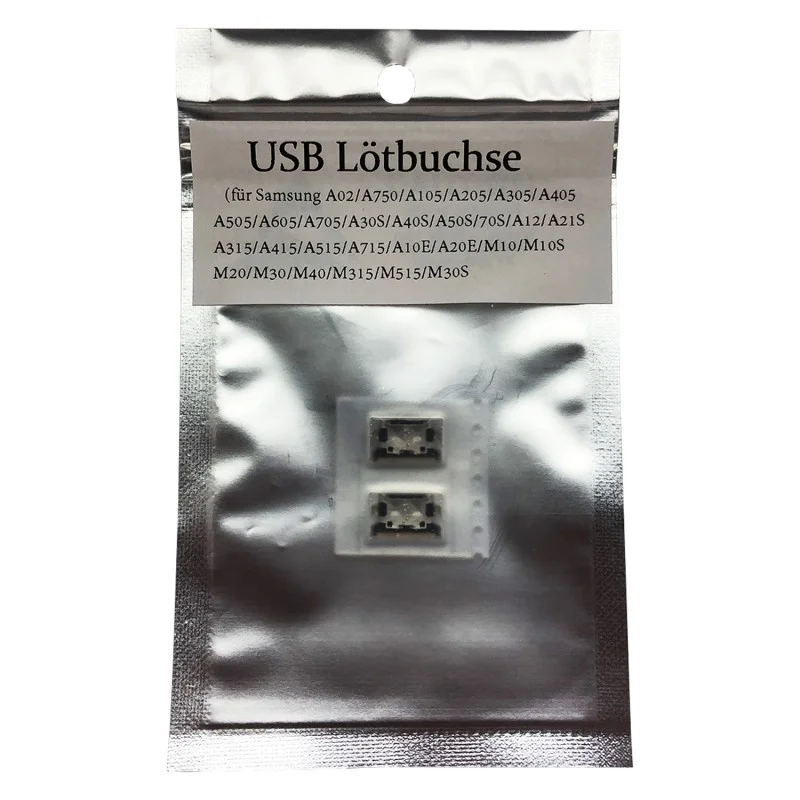 USB Lötbuchse
(für Samsung A02/A750/A105/A205/A305/A405
A505/A605/A705/A30S/A40S/A50S/70S/A12/A21S
A315/A415/A515/A715/A10E/A20E/M10/M10S
M20/M30/M40/M315/M515/M30S